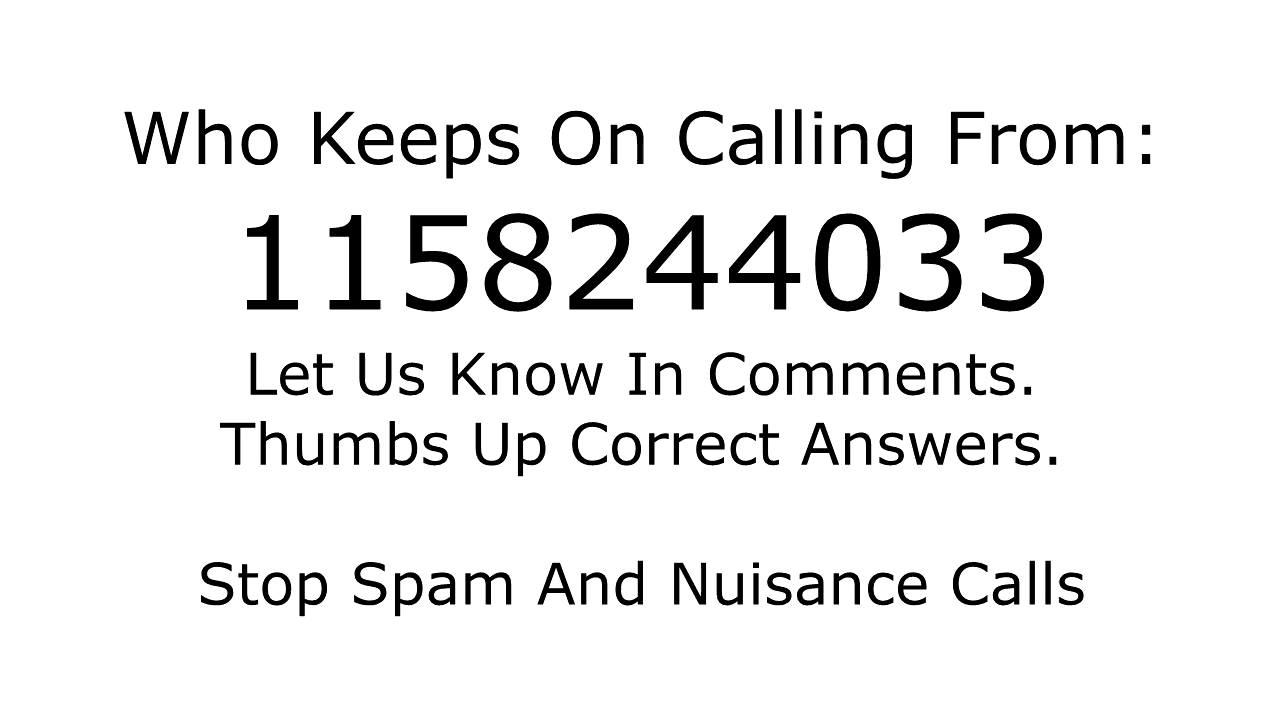 Who Keeps On Calling From:
1158244033
Let Us Know In Comments.
Thumbs Up Correct Answers.
Stop Spam And Nuisance Calls